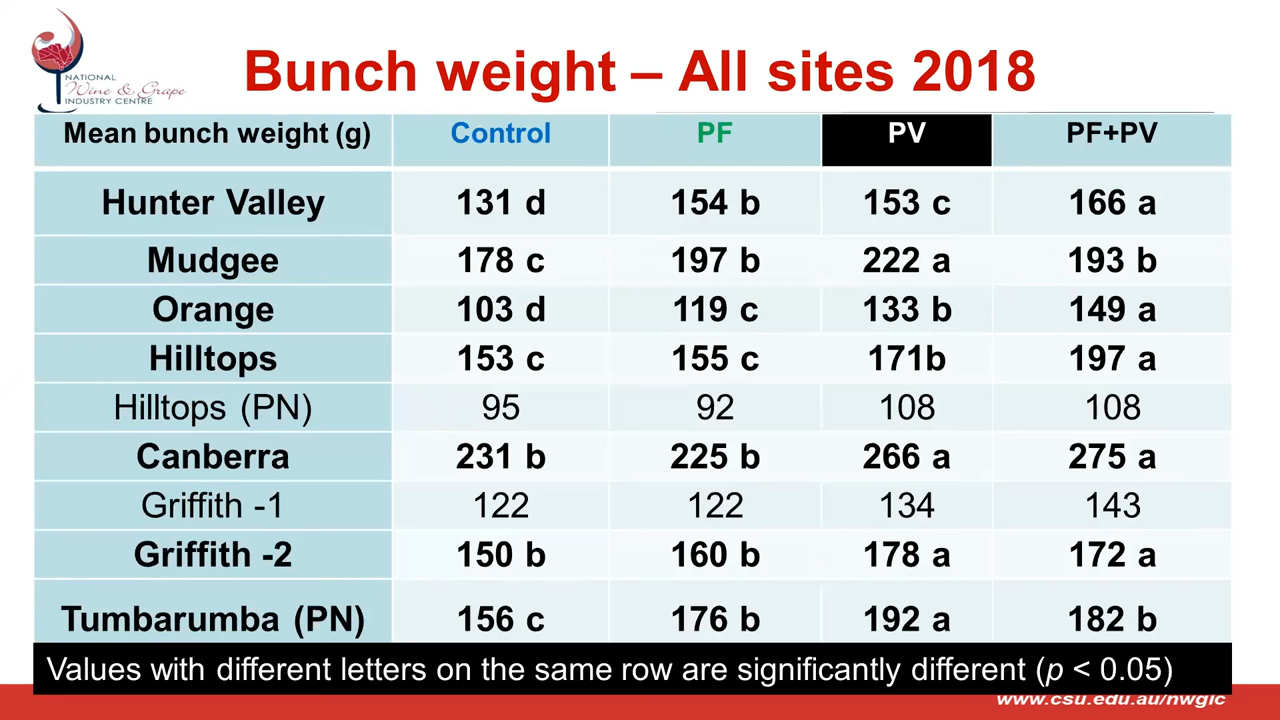 NATIONAL
Wine & Grape
INDUSTRY CENTRE
Bunch weight – All sites 2018
Mean bunch weight (g) Control PF PV PF+PV
Hunter Valley 131 d 154 b 153 c 166 a
Mudgee 178 c 197 b 222 a 193 b
Orange 103 d 119 c 133 b 149 a
Hilltops 153 c 155 c 171b 197 a
Hilltops (PN) 95 92 108 108
Canberra 231 b 225 b 266 a 275 a
Griffith -1 122 122 134 143
Griffith -2 150 b 160 b 178 a 172 a
Tumbarumba (PN) 156 c 176 b 192 a 182 b
Values with different letters on the same row are significantly different (p < 0.05)
www.csu.edu.au/nwgic